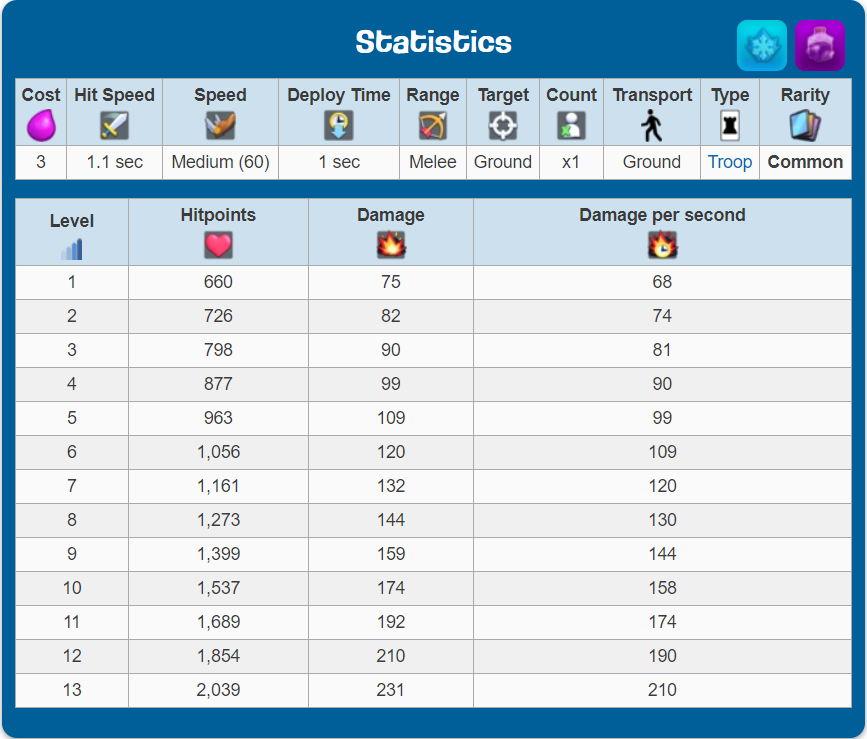 Statistics
Cost Hit Speed Speed Deploy Time Range Target Count Transport Type Rarity
3 1.1 sec Medium (60) 1 sec Melee Ground x1 Ground Troop Common
Level Hitpoints Damage Damage per second
1 660 75 68
2 726 82 74
3 798 90 81
4 877 99 90
5 963 109 99
6 1,056 120 109
7 1,161 132 120
8 1,273 144 130
9 1,399 159 144
10 1,537 174 158
11 1,689 192 174
12 1,854 210 190
13 2,039 231 210